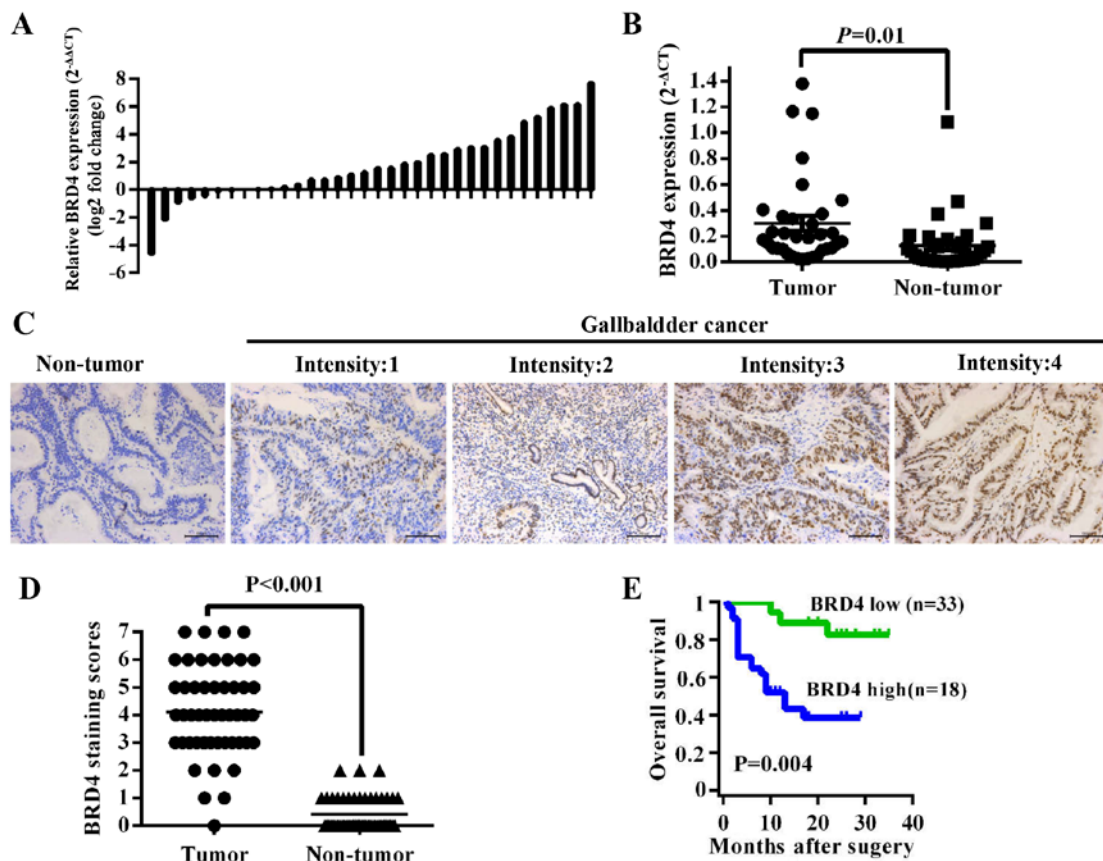 A
Relative BRD4 expression (2-ΔΔCT)
(log2 fold change)
8
6
4
2
0
-2
-4
-6
B
P=0.01
BRD4 expression (2-ΔCT)
1.4
1.2
1.0
0.8
0.6
0.4
0.2
0.0
Tumor Non-tumor
C
Gallbaldder cancer
Non-tumor Intensity:1 Intensity:2 Intensity:3 Intensity:4
D
P<0.001
BRD4 staining scores
7
6
5
4
3
2
1
0
Tumor Non-tumor
E
Overall survival
1
0.8
0.6
0.4
0.2
0
BRD4 low (n=33)
BRD4 high(n=18)
P=0.004
0 10 20 30 40
Months after sugery